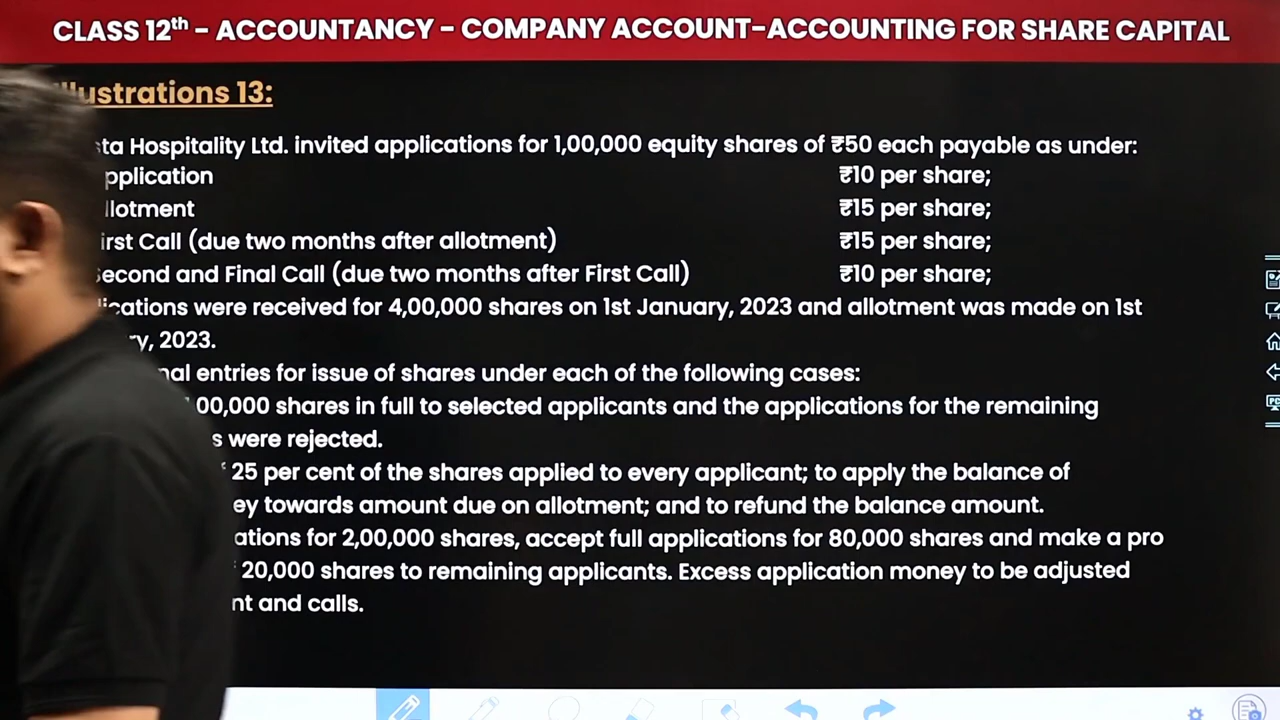 CLASS 12th - ACCOUNTANCY - COMPANY ACCOUNT-ACCOUNTING FOR SHARE CAPITAL
llustrations 13:
sta Hospitality Ltd. invited applications for 1,00,000 equity shares of ₹50 each payable as under:
pplication ₹10 per share;
llotment ₹15 per share;
irst Call (due two months after allotment) ₹15 per share;
econd and Final Call (due two months after First Call) ₹10 per share;
ications were received for 4,00,000 shares on 1st January, 2023 and allotment was made on 1st
ry, 2023.
nal entries for issue of shares under each of the following cases:
00,000 shares in full to selected applicants and the applications for the remaining
s were rejected.
25 per cent of the shares applied to every applicant; to apply the balance of
ey towards amount due on allotment; and to refund the balance amount.
ations for 2,00,000 shares, accept full applications for 80,000 shares and make a pro
20,000 shares to remaining applicants. Excess application money to be adjusted
nt and calls.